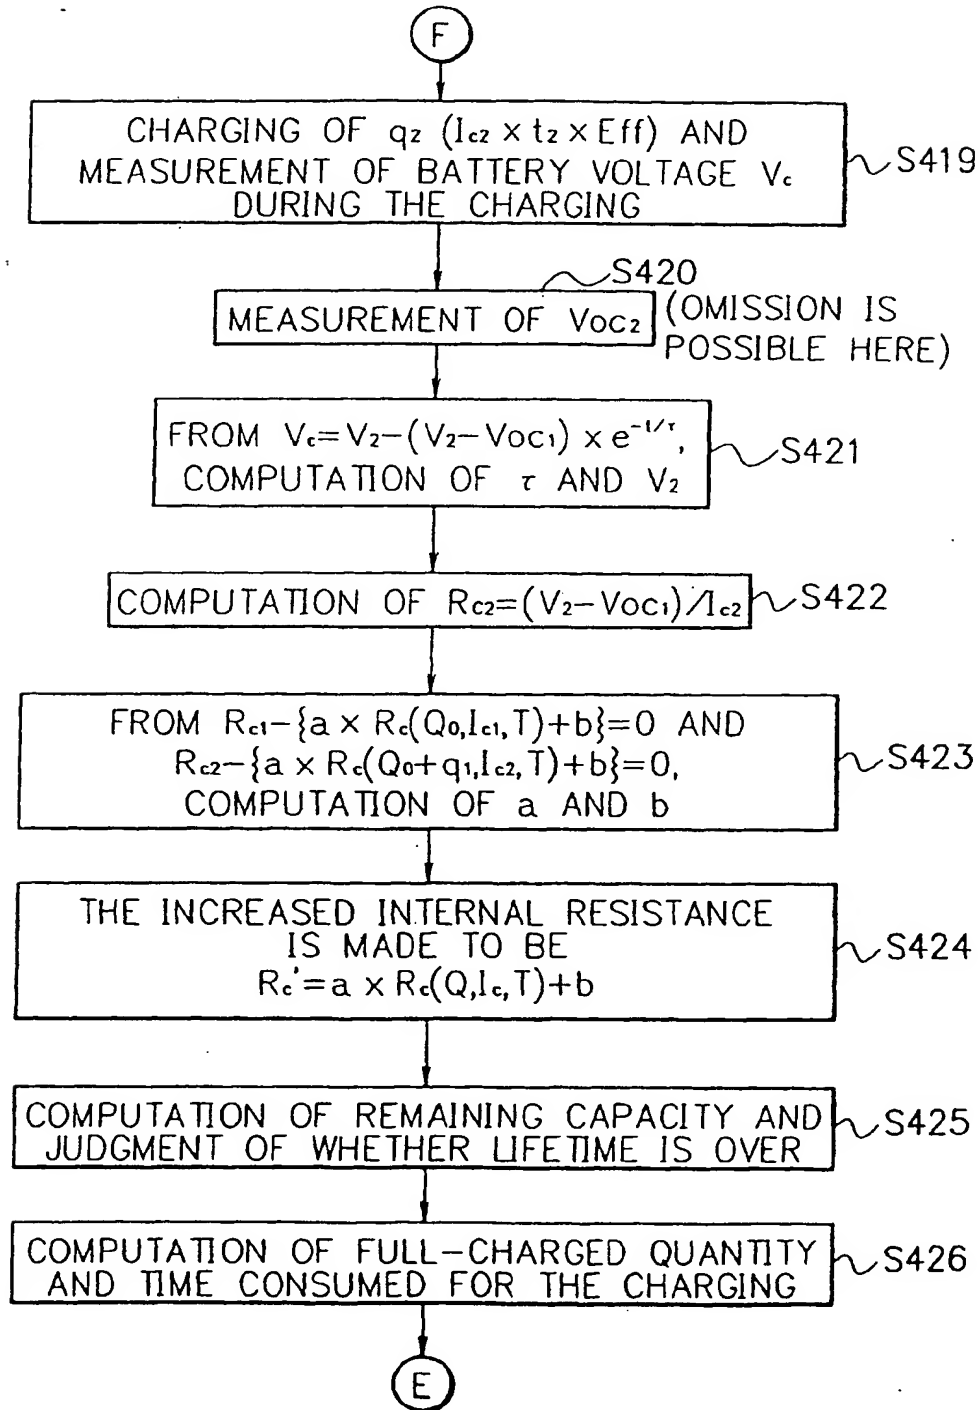 F
CHARGING OF q₂ (Ic₂ × t₂ × Eff) AND
MEASUREMENT OF BATTERY VOLTAGE Vc
DURING THE CHARGING
S419
S420
MEASUREMENT OF Voc₂
(OMISSION IS
POSSIBLE HERE)
FROM Vc=V₂-(V₂-Voc₁) × e^-t/τ,
COMPUTATION OF τ AND V₂
S421
COMPUTATION OF Rc₂=(V₂-Voc₁)/Ic₂
S422
FROM Rc₁-{a × Rc(Q₀,Ic₁,T)+b}=0 AND
Rc₂-{a × Rc(Q₀+q₁,Ic₂,T)+b}=0,
COMPUTATION OF a AND b
S423
THE INCREASED INTERNAL RESISTANCE
IS MADE TO BE
Rc'=a × Rc(Q,Ic,T)+b
S424
COMPUTATION OF REMAINING CAPACITY AND
JUDGMENT OF WHETHER LIFETIME IS OVER
S425
COMPUTATION OF FULL-CHARGED QUANTITY
AND TIME CONSUMED FOR THE CHARGING
S426
E